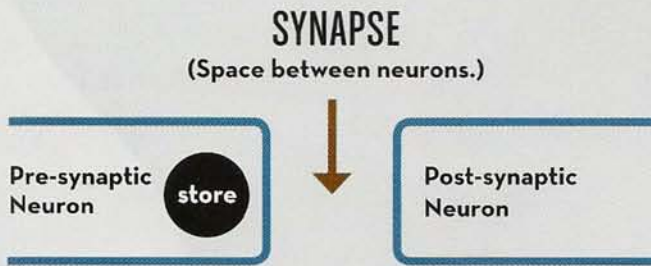 SYNAPSE
(Space between neurons.)
Pre-synaptic
Neuron
store
Post-synaptic
Neuron